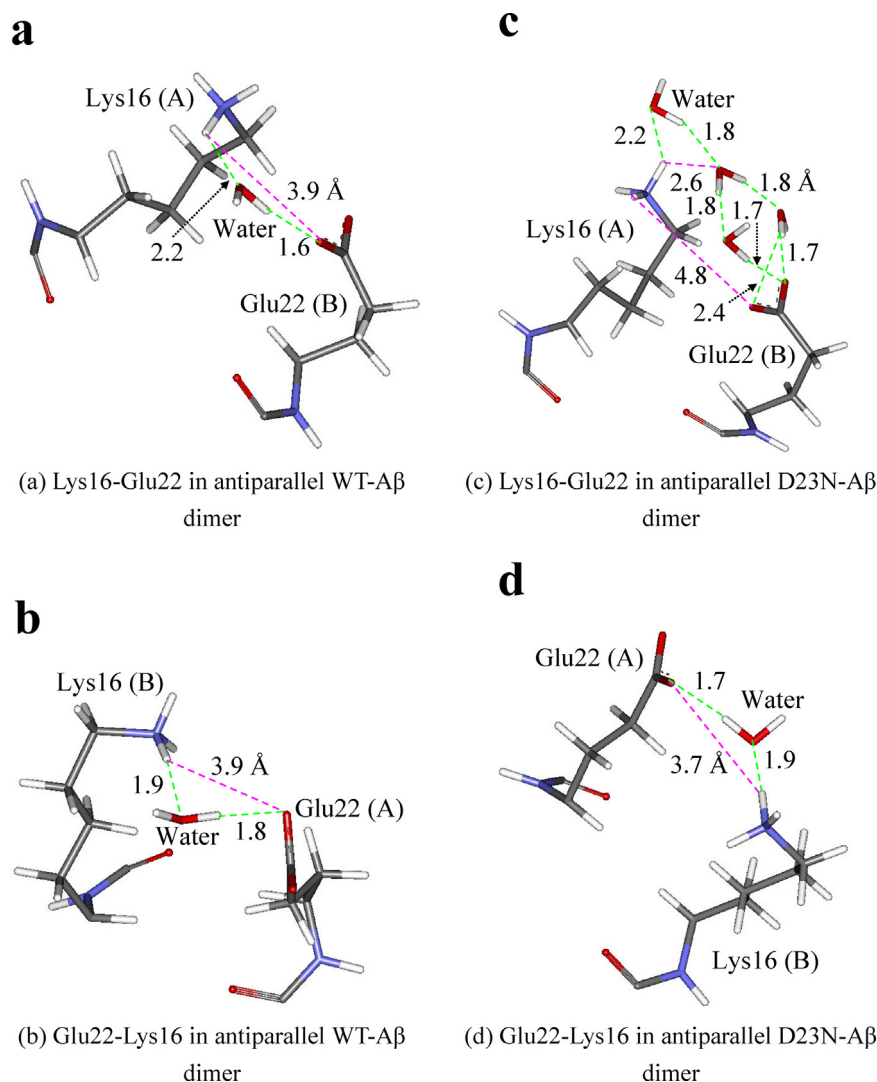 a
Lys16 (A)
3.9 Å
2.2
Water
1.6
Glu22 (B)
(a) Lys16-Glu22 in antiparallel WT-Aβ
dimer
c
Water
2.2
1.8
2.6
1.8 Å
1.8
1.7
Lys16 (A)
1.7
4.8
2.4
Glu22 (B)
(c) Lys16-Glu22 in antiparallel D23N-Aβ
dimer
b
Lys16 (B)
3.9 Å
1.9
Glu22 (A)
Water
1.8
(b) Glu22-Lys16 in antiparallel WT-Aβ
dimer
d
Glu22 (A)
1.7
Water
3.7 Å
1.9
Lys16 (B)
(d) Glu22-Lys16 in antiparallel D23N-Aβ
dimer